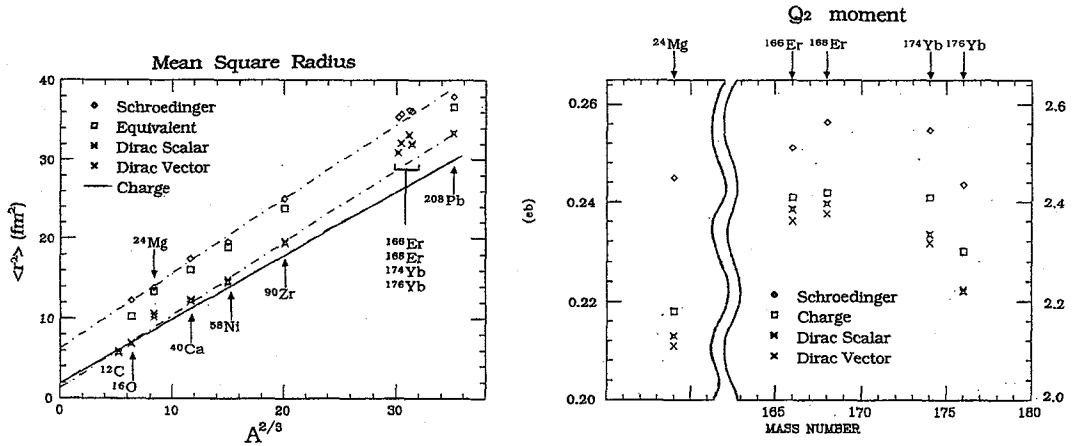 Mean Square Radius
40
30
20
10
0
<r²> (fm²)
Schroedinger
Equivalent
Dirac Scalar
Dirac Vector
Charge
²⁴Mg
²⁰⁸Pb
¹⁶⁶Er
¹⁶⁸Er
¹⁷⁴Yb
¹⁷⁶Yb
⁹⁰Zr
⁵⁸Ni
⁴⁰Ca
¹²C
¹⁶O
0 10 20 30
A^{2/3}
Q₂ moment
²⁴Mg ¹⁶⁶Er ¹⁶⁸Er ¹⁷⁴Yb ¹⁷⁶Yb
0.26
0.24
0.22
0.20
(eb)
2.6
2.4
2.2
2.0
Schroedinger
Charge
Dirac Scalar
Dirac Vector
165 170 175 180
MASS NUMBER